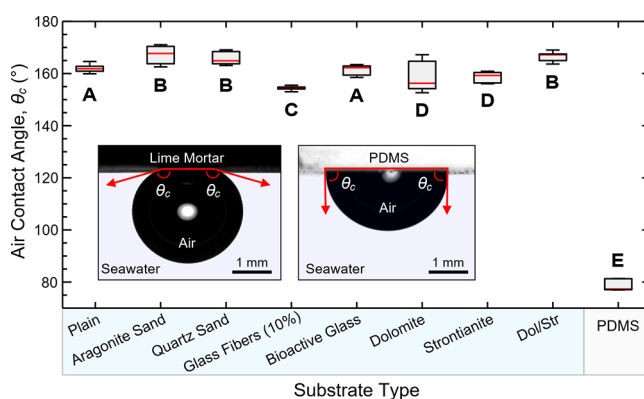 180
160
140
120
100
80
Air Contact Angle, θc (°)
A
B
B
C
A
D
D
B
E
Lime Mortar
θc
θc
Air
Seawater
1 mm
PDMS
θc
θc
Air
Seawater
1 mm
Plain
Aragonite Sand
Quartz Sand
Glass Fibers (10%)
Bioactive Glass
Dolomite
Strontianite
Dol/Str
PDMS
Substrate Type